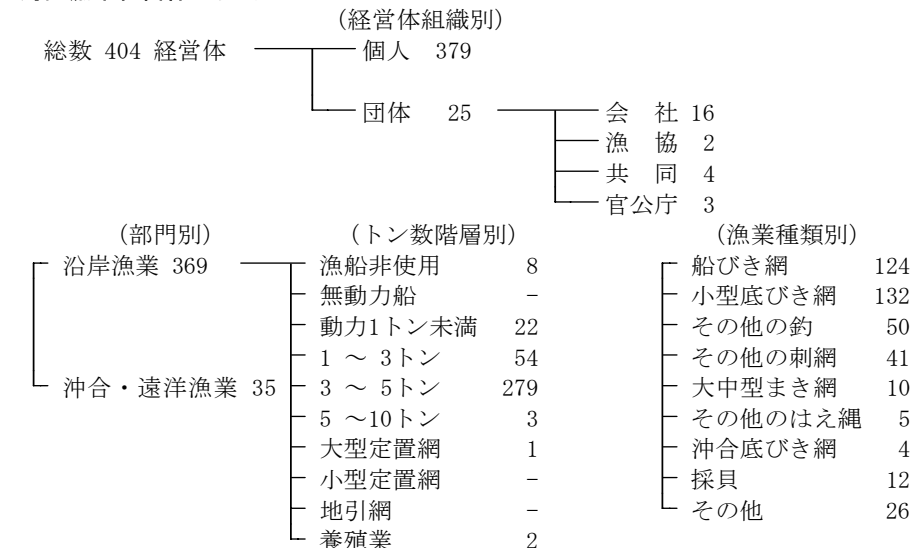 (経営体組織別)
総数 404 経営体 個人 379
団体 25 会 社 16
漁 協 2
共 同 4
官公庁 3
(部門別) (トン数階層別) (漁業種類別)
沿岸漁業 369 漁船非使用 8 船びき網 124
無動力船 - 小型底びき網 132
動力1トン未満 22 その他の釣 50
1 ～ 3トン 54 その他の刺網 41
沖合・遠洋漁業 35 3 ～ 5トン 279 大中型まき網 10
5 ～10トン 3 その他のはえ縄 5
大型定置網 1 沖合底びき網 4
小型定置網 - 採貝 12
地引網 - その他 26
養殖業 2